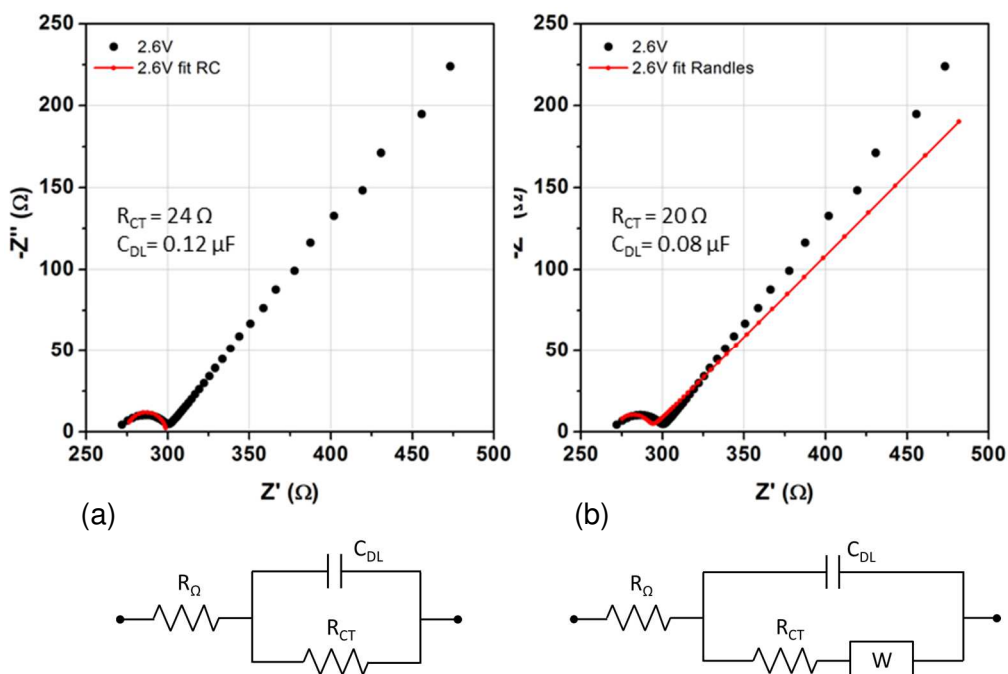 250
200
150
100
50
0
-Z'' (Ω)
2.6V
2.6V fit RC
R_CT = 24 Ω
C_DL= 0.12 µF
250 300 350 400 450 500
Z' (Ω)
250
200
150
100
50
0
(Ω)
2.6V
2.6V fit Randles
R_CT = 20 Ω
C_DL= 0.08 µF
250 300 350 400 450 500
Z' (Ω)
(a)
(b)
C_DL
R_Ω
R_CT
C_DL
R_Ω
R_CT
W